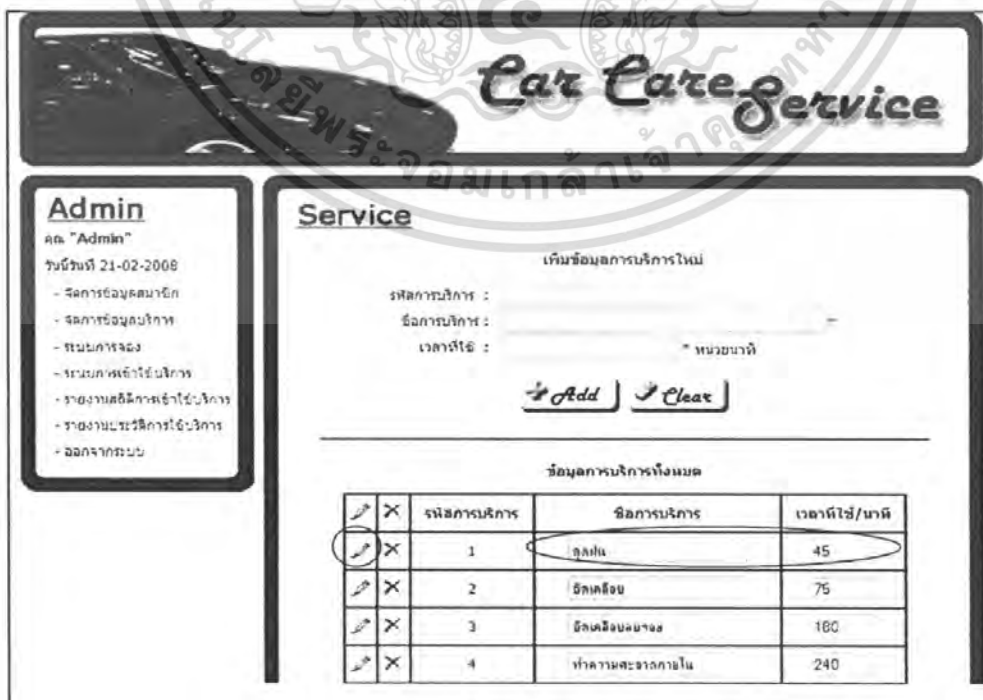 Car Care Service
พระจอมเกล้าเจ้าคุณทหาร
Admin
คุณ "Admin"
วันนี้วันที่ 21-02-2008
- จัดการข้อมูลสมาชิก
- จัดการข้อมูลบริการ
- ระบบการจอง
- ระบบการเข้าใช้บริการ
- รายงานสถิติการเข้าใช้บริการ
- รายงานประวัติการใช้บริการ
- ออกจากระบบ
Service
เพิ่มข้อมูลการบริการใหม่
รหัสการบริการ :
ชื่อการบริการ :
เวลาที่ใช้ : * หน่วยนาที
Add Clear
ข้อมูลการบริการทั้งหมด
รหัสการบริการ ชื่อการบริการ เวลาที่ใช้/นาที
1 ดูดฝุ่น 45
2 อัดเคลือบ 75
3 180
4 ทำความสะอาดภายใน 240